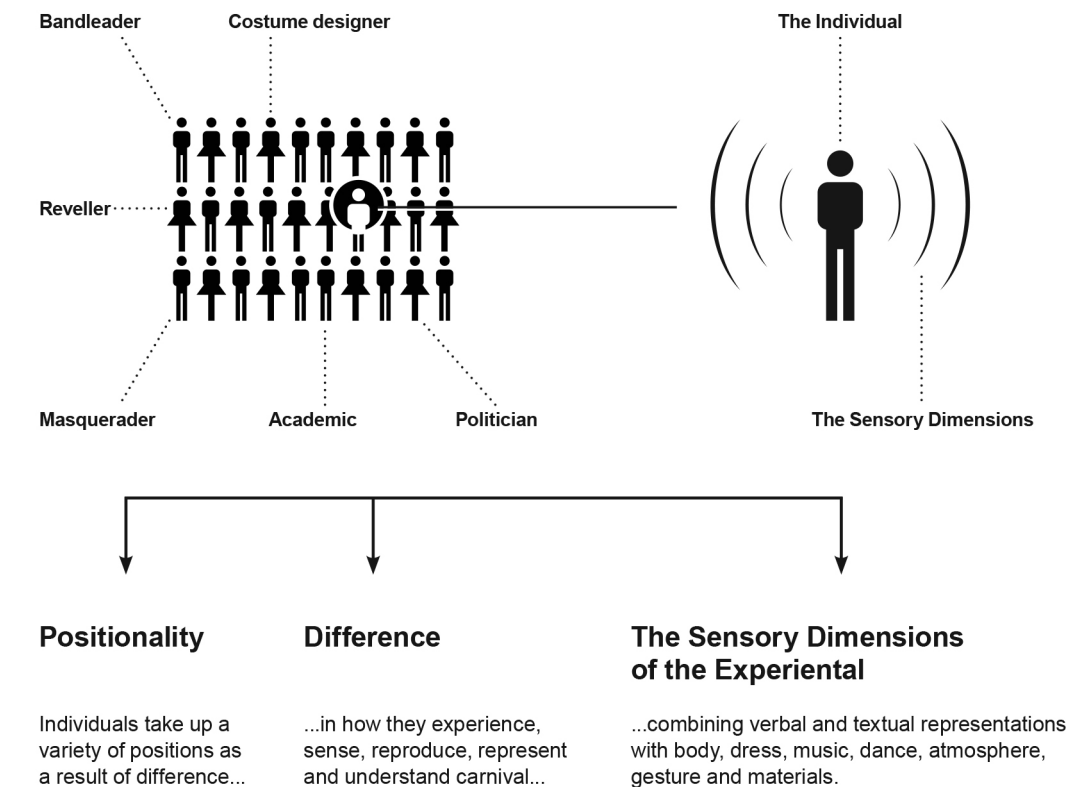 Bandleader
Costume designer
The Individual
Reveller
Masquerader
Academic
Politician
The Sensory Dimensions
Positionality
Difference
The Sensory Dimensions
of the Experiental
Individuals take up a
variety of positions as
a result of difference...
...in how they experience,
sense, reproduce, represent
and understand carnival...
...combining verbal and textual representations
with body, dress, music, dance, atmosphere,
gesture and materials.